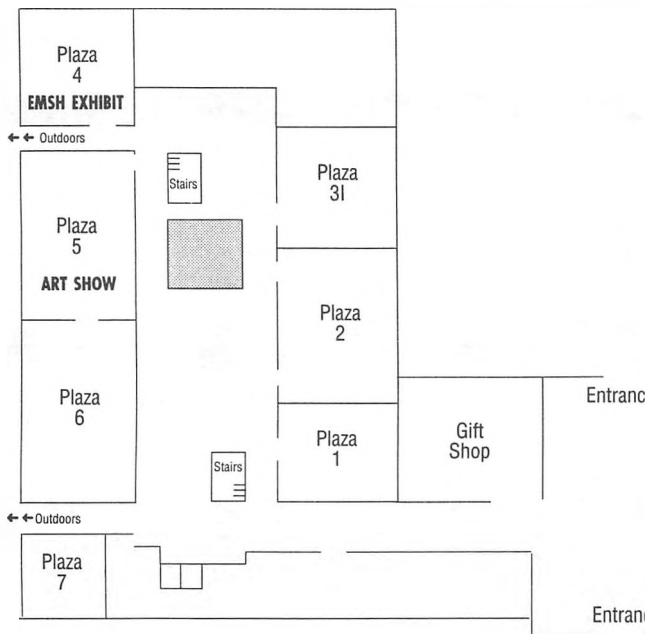 Plaza
4
EMSH EXHIBIT
← ← Outdoors
Stairs
Plaza
3I
Plaza
5
ART SHOW
Plaza
2
Plaza
6
Entranc
Plaza
1
Gift
Shop
Stairs
← ← Outdoors
Plaza
7
Entranc